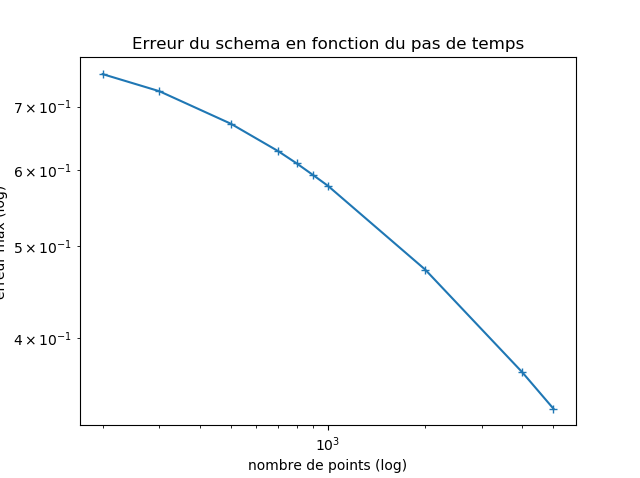 Erreur du schema en fonction du pas de temps
7 × 10⁻¹
6 × 10⁻¹
5 × 10⁻¹
4 × 10⁻¹
erreur max (log)
10³
nombre de points (log)